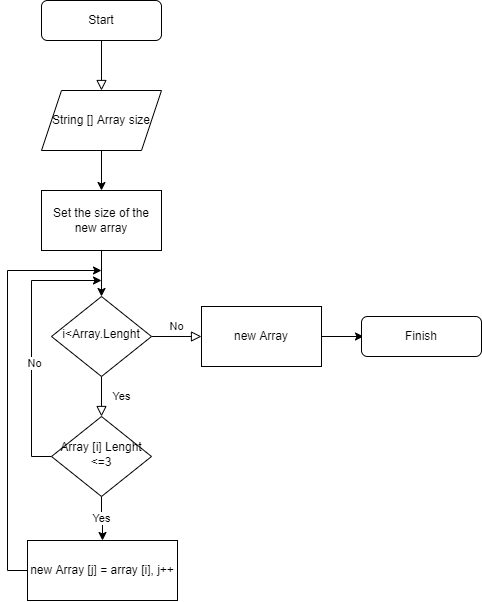 Start
String [] Array size
Set the size of the
new array
i<Array.Lenght
No
new Array
Finish
Yes
No
Array [i] Lenght
<=3
Yes
new Array [j] = array [i], j++